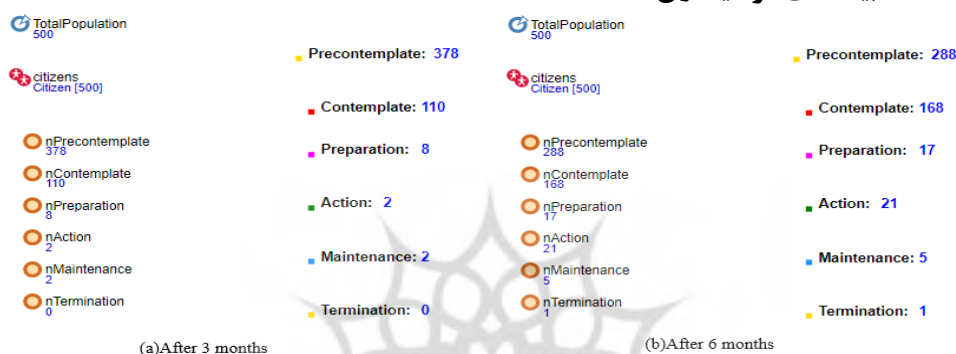 TotalPopulation
500
citizens
Citizen [500]
nPrecontemplate
378
nContemplate
110
nPreparation
8
nAction
2
nMaintenance
2
nTermination
0
Precontemplate: 378
Contemplate: 110
Preparation: 8
Action: 2
Maintenance: 2
Termination: 0
(a)After 3 months
TotalPopulation
500
citizens
Citizen [500]
nPrecontemplate
288
nContemplate
168
nPreparation
17
nAction
21
nMaintenance
5
nTermination
1
Precontemplate: 288
Contemplate: 168
Preparation: 17
Action: 21
Maintenance: 5
Termination: 1
(b)After 6 months